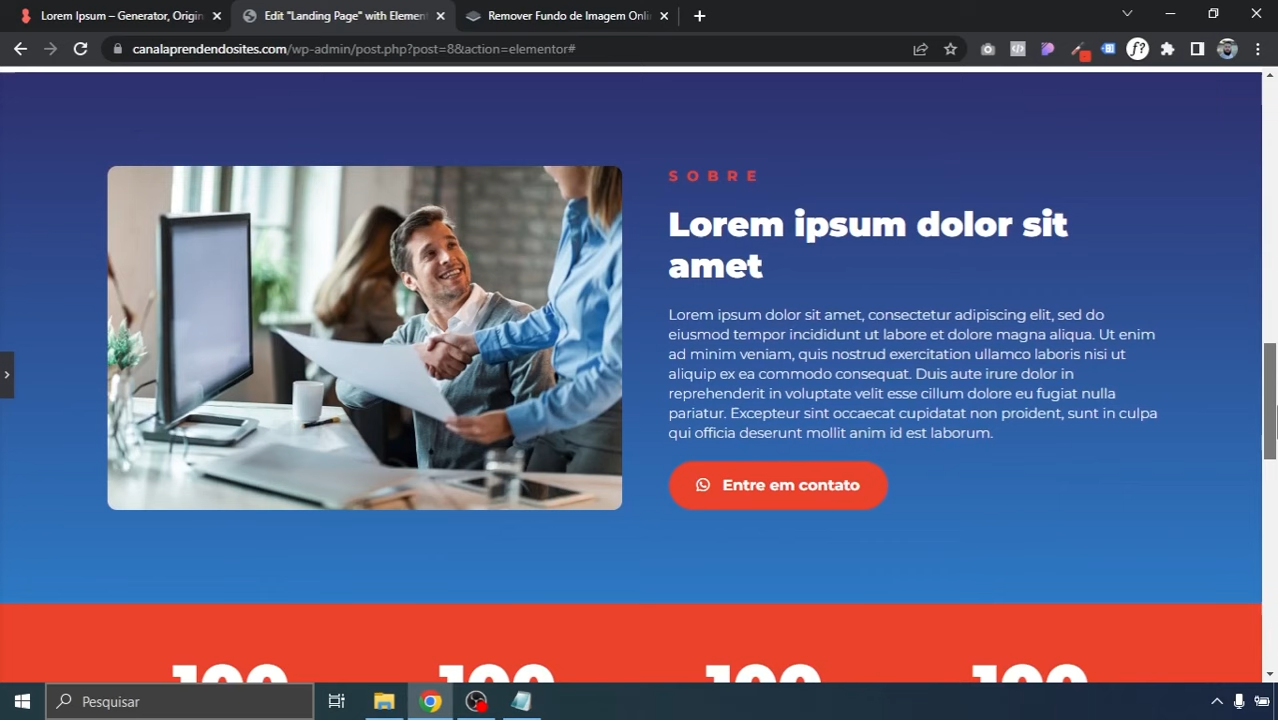 Lorem Ipsum – Generator, Origin
Edit "Landing Page" with Elemen
Remover Fundo de Imagem Onli
canalaprendendosites.com/wp-admin/post.php?post=8&action=elementor#
f?
SOBRE
Lorem ipsum dolor sit
amet
Lorem ipsum dolor sit amet, consectetur adipiscing elit, sed do
eiusmod tempor incididunt ut labore et dolore magna aliqua. Ut enim
ad minim veniam, quis nostrud exercitation ullamco laboris nisi ut
aliquip ex ea commodo consequat. Duis aute irure dolor in
reprehenderit in voluptate velit esse cillum dolore eu fugiat nulla
pariatur. Excepteur sint occaecat cupidatat non proident, sunt in culpa
qui officia deserunt mollit anim id est laborum.
Entre em contato
100 100 100 100
Pesquisar